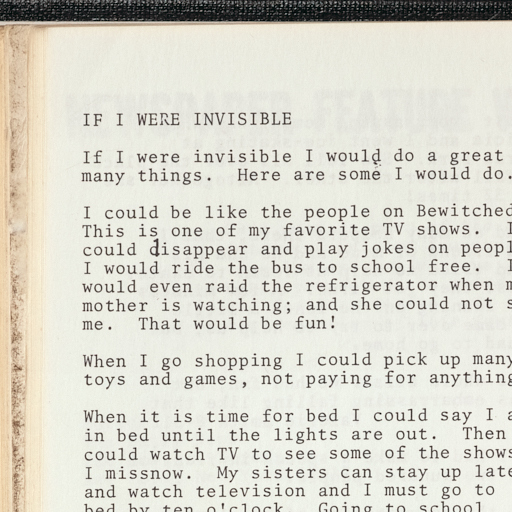 IF I WERE INVISIBLE
If I were invisible I would do a great
many things. Here are some I would do.
I could be like the people on Bewitched
This is one of my favorite TV shows. I
could disappear and play jokes on peopl
I would ride the bus to school free. I
would even raid the refrigerator when m
mother is watching; and she could not s
me. That would be fun!
When I go shopping I could pick up many
toys and games, not paying for anything
When it is time for bed I could say I a
in bed until the lights are out. Then
could watch TV to see some of the shows
I missnow. My sisters can stay up late
and watch television and I must go to
bed by ten o'clock. Going to school